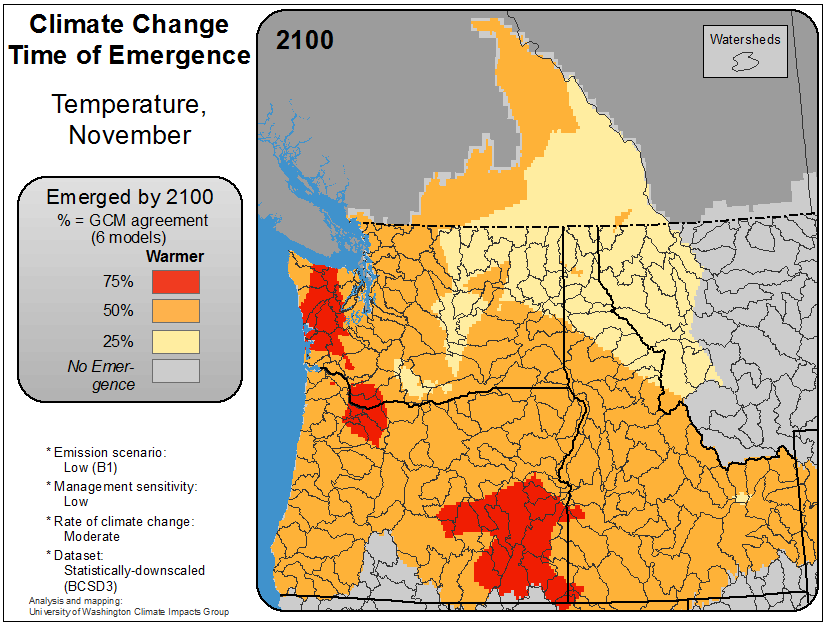 Climate Change
Time of Emergence
Temperature,
November
Emerged by 2100
% = GCM agreement
(6 models)
Warmer
75%
50%
25%
No Emer-
gence
* Emission scenario:
Low (B1)
* Management sensitivity:
Low
* Rate of climate change:
Moderate
* Dataset:
Statistically-downscaled
(BCSD3)
Analysis and mapping:
University of Washington Climate Impacts Group
2100
Watersheds